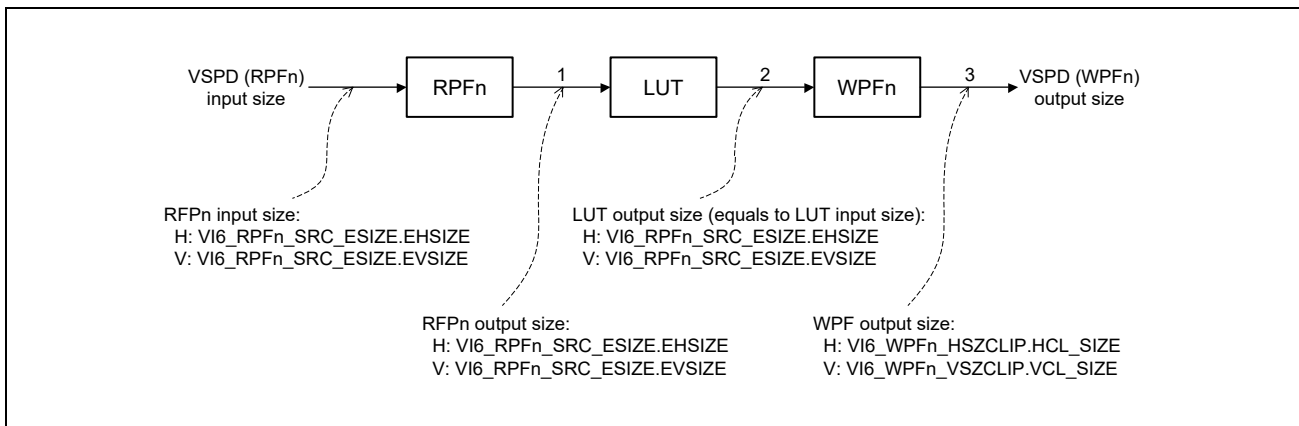 VSPD (RPFn)
input size
RPFn
1
LUT
2
WPFn
3
VSPD (WPFn)
output size
RFPn input size:
H: VI6_RPFn_SRC_ESIZE.EHSIZE
V: VI6_RPFn_SRC_ESIZE.EVSIZE
LUT output size (equals to LUT input size):
H: VI6_RPFn_SRC_ESIZE.EHSIZE
V: VI6_RPFn_SRC_ESIZE.EVSIZE
RFPn output size:
H: VI6_RPFn_SRC_ESIZE.EHSIZE
V: VI6_RPFn_SRC_ESIZE.EVSIZE
WPF output size:
H: VI6_WPFn_HSZCLIP.HCL_SIZE
V: VI6_WPFn_VSZCLIP.VCL_SIZE